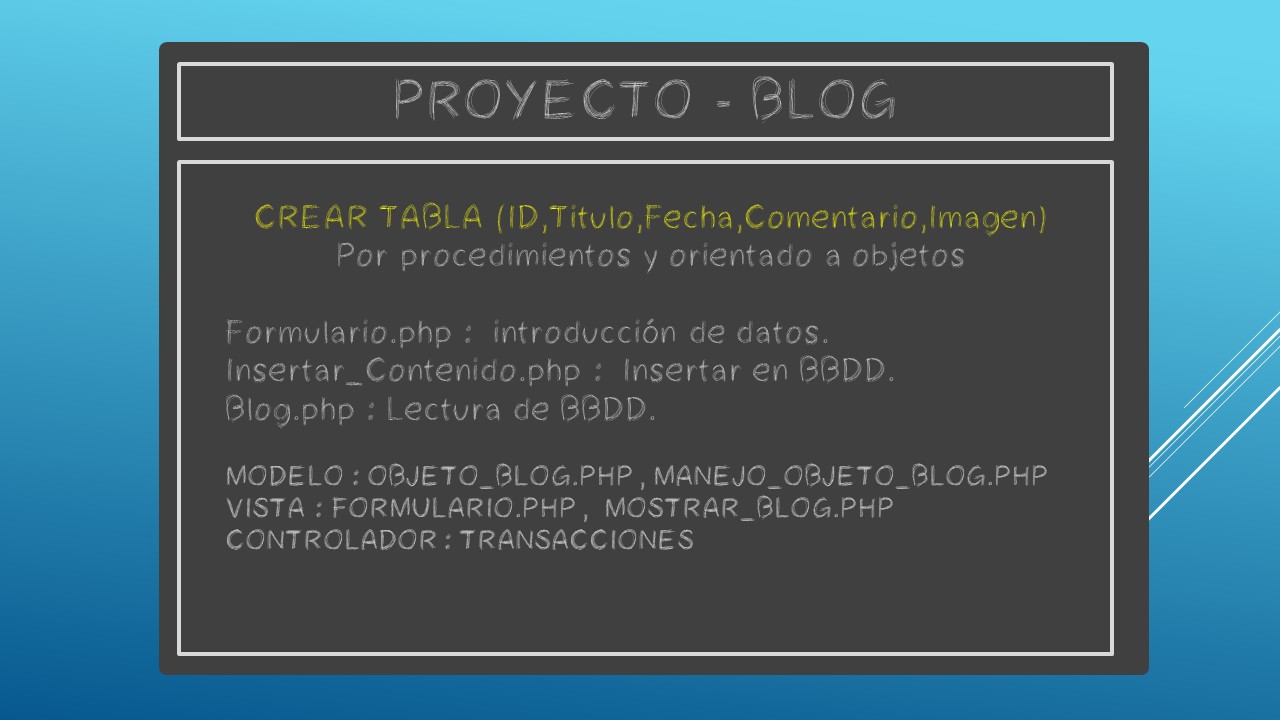 PROYECTO - BLOG
CREAR TABLA (ID,Titulo,Fecha,Comentario,Imagen)
Por procedimientos y orientado a objetos
Formulario.php : introducción de datos.
Insertar_Contenido.php : Insertar en BBDD.
Blog.php : Lectura de BBDD.
MODELO : OBJETO_BLOG.PHP , MANEJO_OBJETO_BLOG.PHP
VISTA : FORMULARIO.PHP , MOSTRAR_BLOG.PHP
CONTROLADOR : TRANSACCIONES